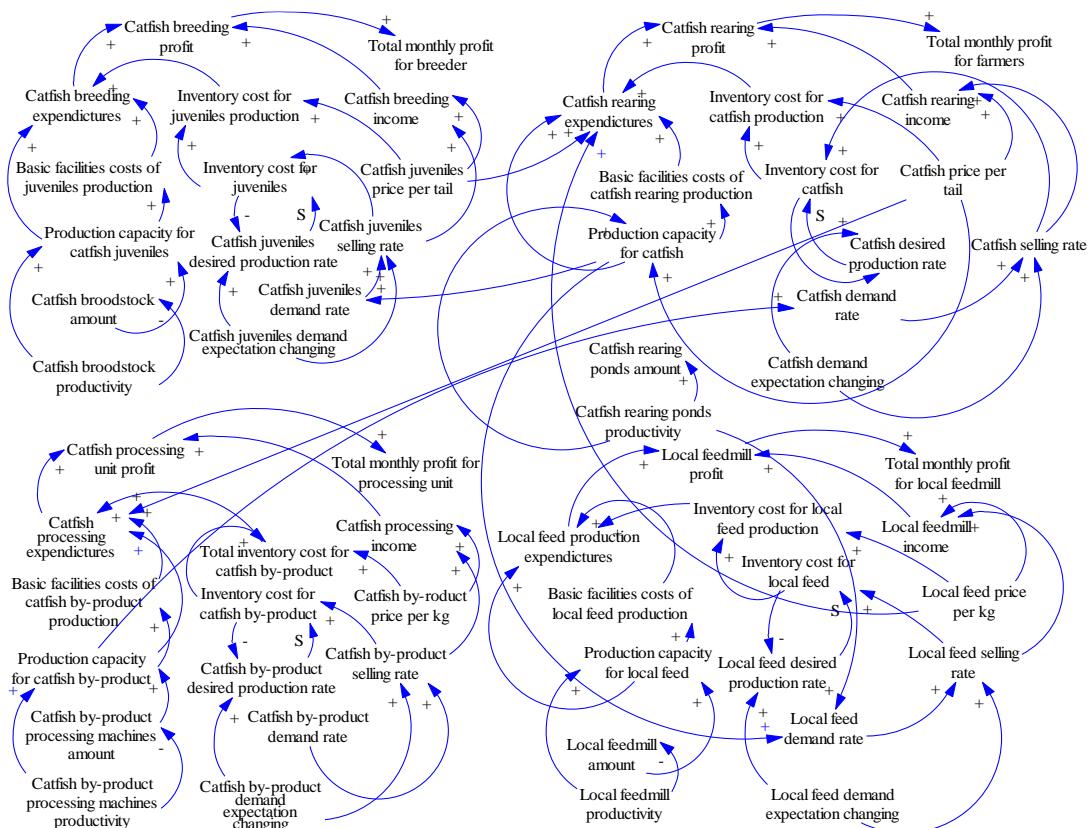 Catfish breeding
profit
Total monthly profit
for breeder
Catfish breeding
expenditures
Inventory cost for
juveniles production
Catfish breeding
income
Basic facilities costs of
juveniles production
Inventory cost for
juveniles
Catfish juveniles
price per tail
Production capacity for
catfish juveniles
Catfish juveniles
desired production rate
Catfish juveniles
selling rate
Catfish broodstock
amount
Catfish juveniles
demand rate
Catfish juveniles demand
expectation changing
Catfish broodstock
productivity
S
Catfish rearing
profit
Total monthly profit
for farmers
Catfish rearing
expendictures
Inventory cost for
catfish production
Catfish rearing
income
Basic facilities costs of
catfish rearing production
Inventory cost for
catfish
Catfish price per
tail
S
Production capacity
for catfish
Catfish desired
production rate
Catfish selling rate
Catfish demand
rate
Catfish rearing
ponds amount
Catfish demand
expectation changing
Catfish rearing ponds
productivity
Catfish processing
unit profit
Total monthly profit for
processing unit
Catfish
processing
expenditures
Total inventory cost for
catfish by-product
Catfish processing
income
Basic facilities costs of
catfish by-product
production
Inventory cost for
catfish by-product
Catfish by-roduct
price per kg
S
Production capacity
for catfish by-product
Catfish by-product
desired production rate
Catfish by-product
selling rate
Catfish by-product
processing machines
amount
Catfish by-product
demand rate
Catfish by-product
processing machines
productivity
Catfish by-product
demand
expectation
changing
Local feedmill
profit
Total monthly profit
for local feedmill
Local feed production
expenditures
Inventory cost for local
feed production
Local feedmill
income
Inventory cost for
local feed
Basic facilities costs of
local feed production
Local feed price
per kg
S
Production capacity
for local feed
Local feed desired
production rate
Local feed selling
rate
Local feed
demand rate
Local feedmill
amount
Local feedmill productivity
Local feed demand
expectation changing